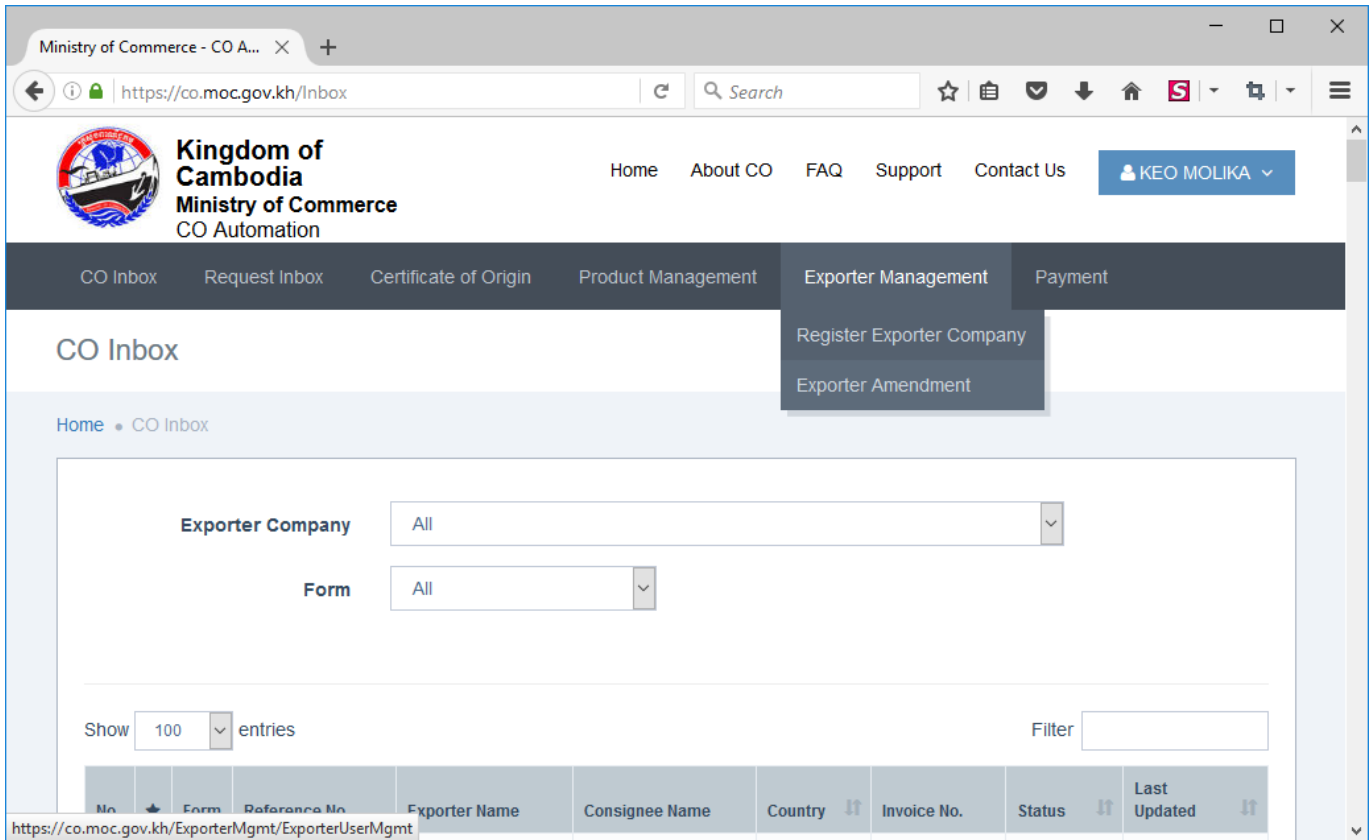 Ministry of Commerce - CO A...
https://co.moc.gov.kh/Inbox
Search
S
Kingdom of
Cambodia
Ministry of Commerce
CO Automation
Home About CO FAQ Support Contact Us KEO MOLIKA
CO Inbox Request Inbox Certificate of Origin Product Management Exporter Management Payment
Register Exporter Company
Exporter Amendment
CO Inbox
Home • CO Inbox
Exporter Company All
Form All
Show 100 entries Filter
No. Form Reference No. Exporter Name Consignee Name Country Invoice No. Status Last Updated
https://co.moc.gov.kh/ExporterMgmt/ExporterUserMgmt